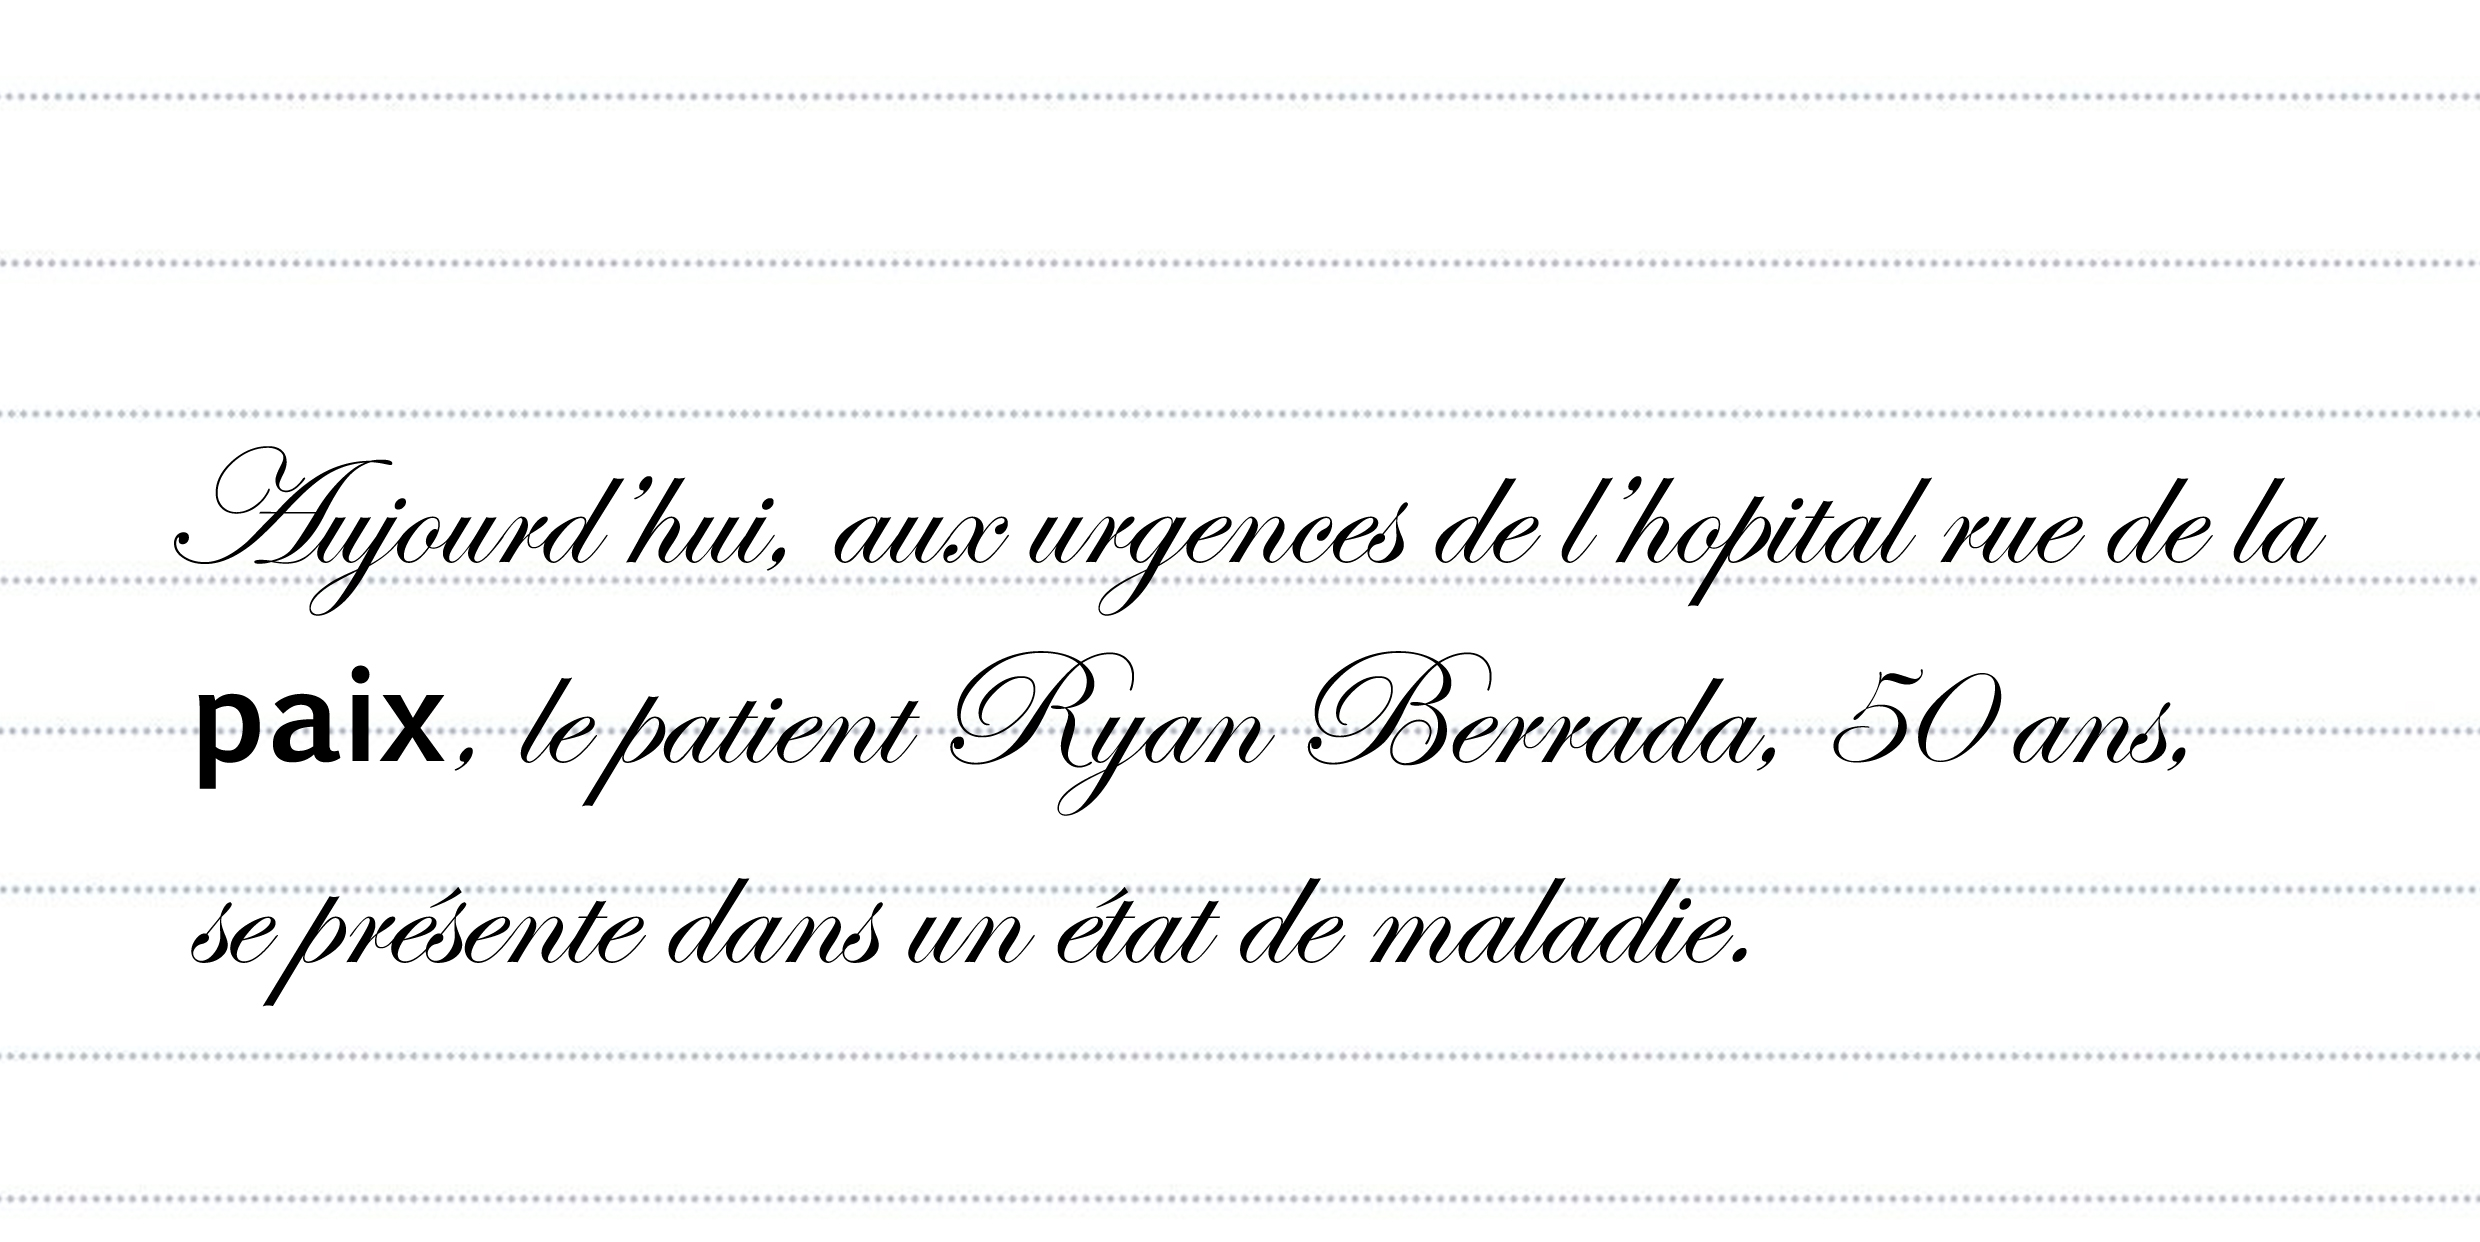 Aujourd’hui, aux urgences de l’hopital rue de la
paix, le patient Ryan Berrada, 50 ans,
se présente dans un état de maladie.